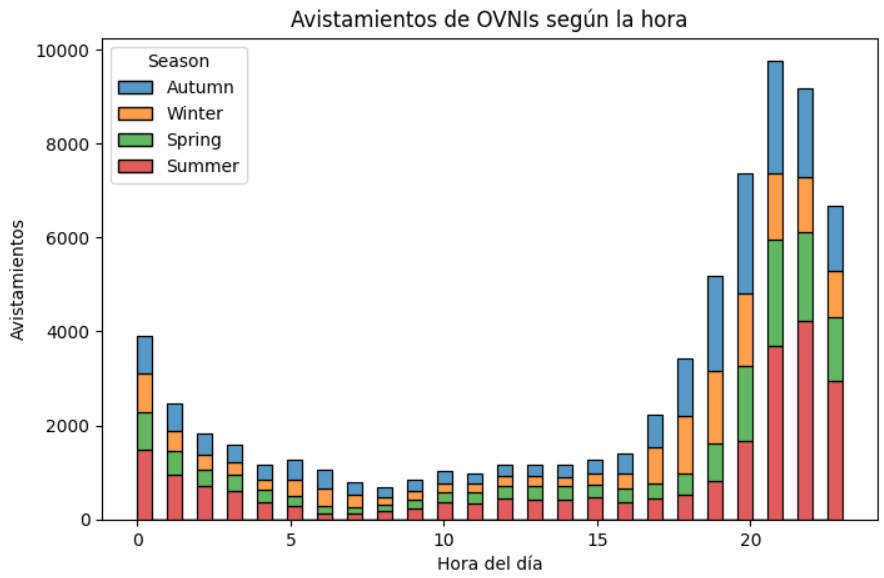 Avistamientos de OVNIs según la hora
Season
Autumn
Winter
Spring
Summer
Avistamientos
10000
8000
6000
4000
2000
0
0 5 10 15 20
Hora del día